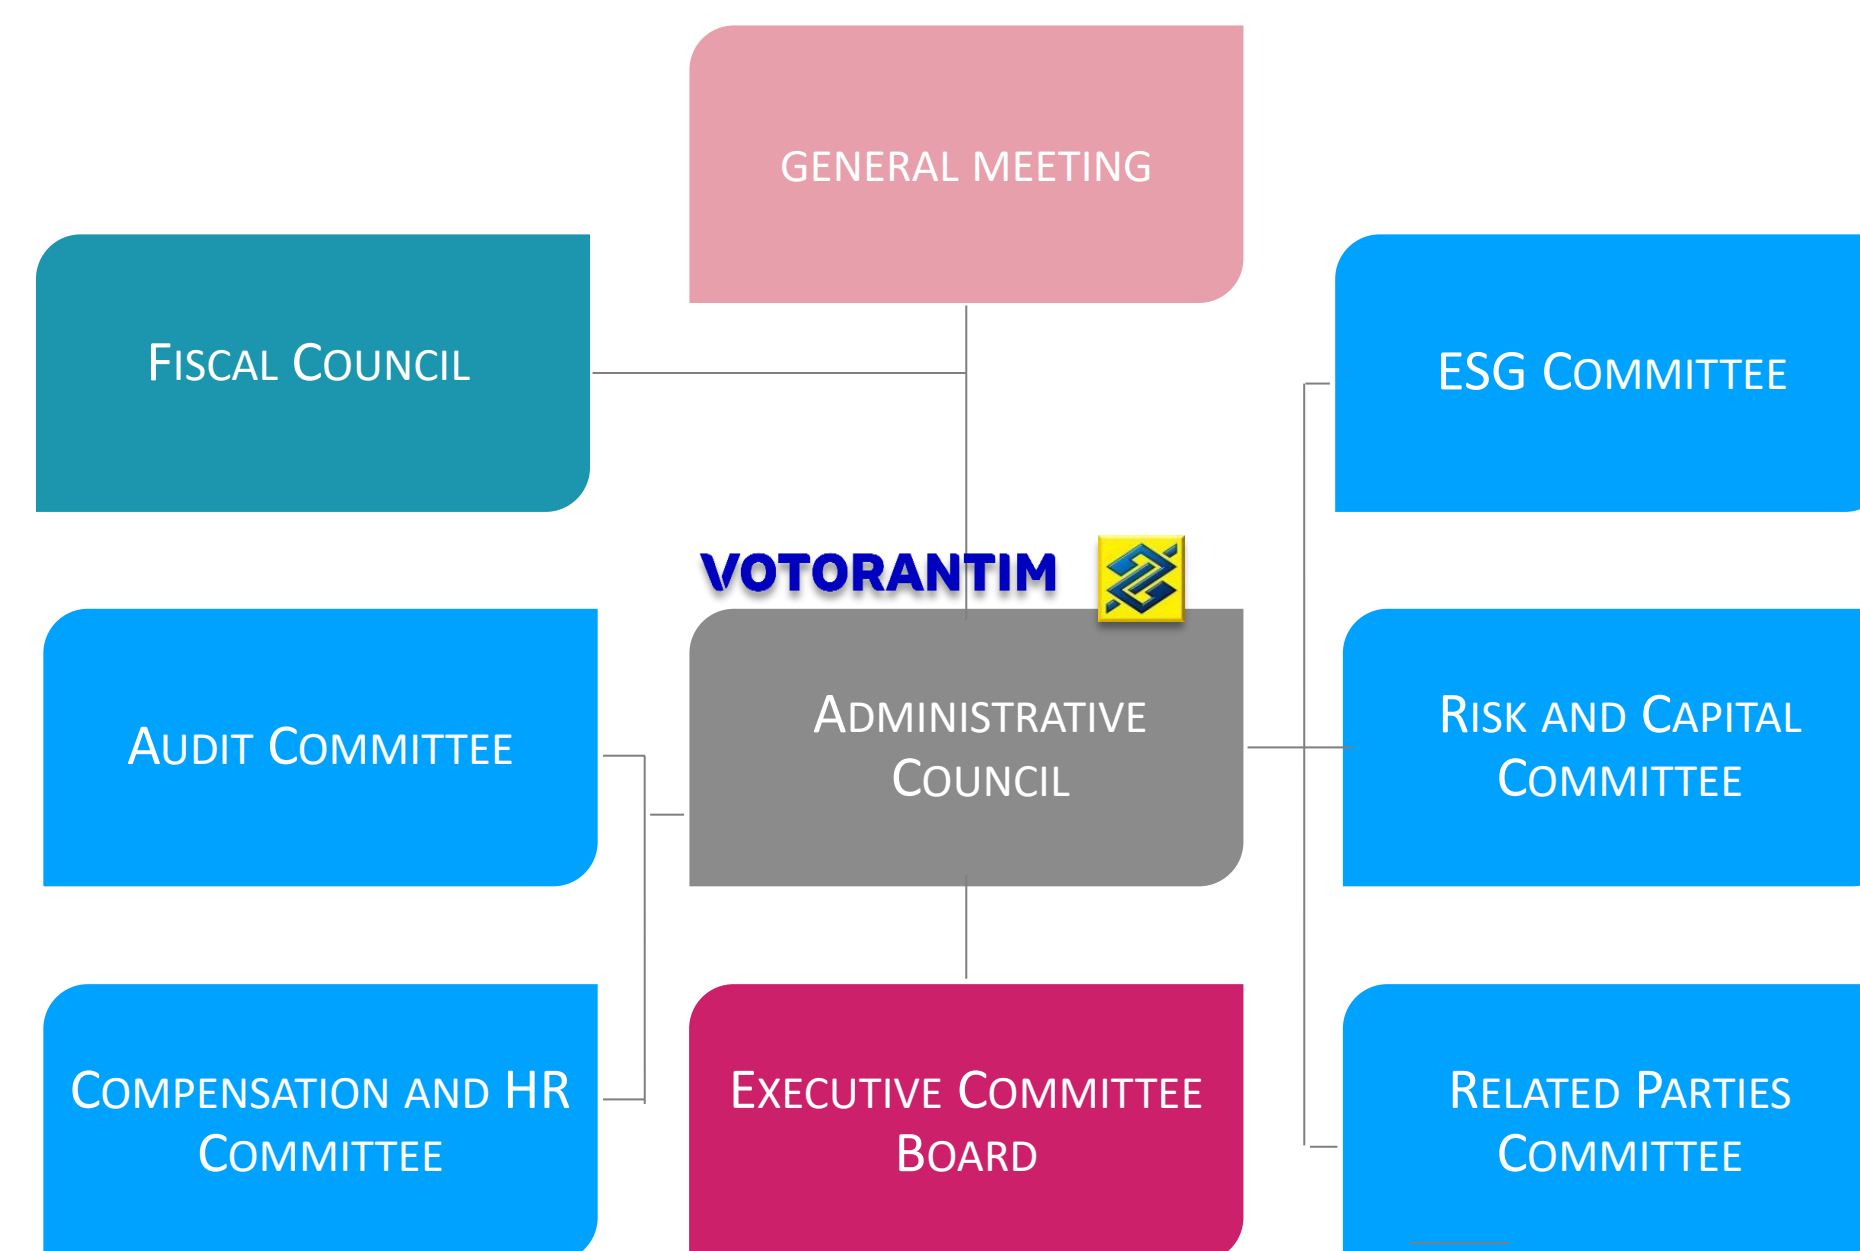 GENERAL MEETING
FISCAL COUNCIL
ESG COMMITTEE
VOTORANTIM
AUDIT COMMITTEE
ADMINISTRATIVE
COUNCIL
RISK AND CAPITAL
COMMITTEE
COMPENSATION AND HR
COMMITTEE
EXECUTIVE COMMITTEE
BOARD
RELATED PARTIES
COMMITTEE